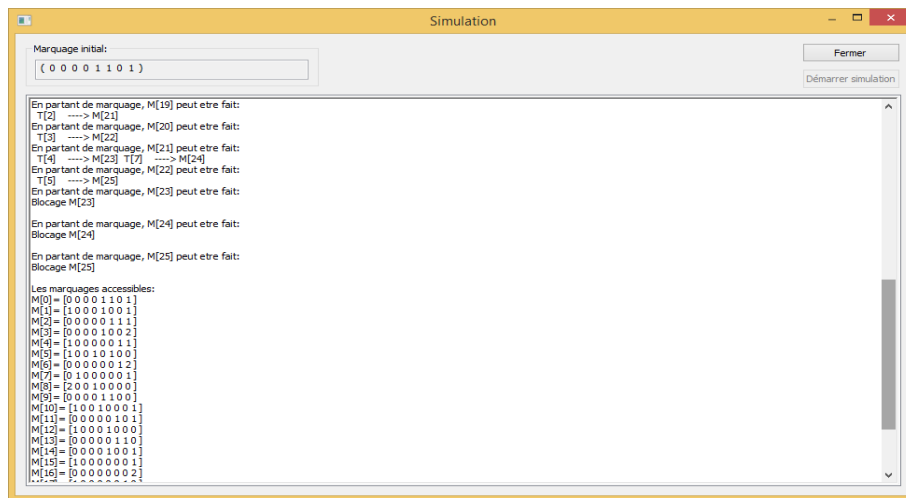 Simulation
Marquage initial:
{ 0 0 0 0 1 1 0 1 }
Fermer
Démarrer simulation
En partant de marquage, M[19] peut etre fait:
T[2] ----> M[21]
En partant de marquage, M[20] peut etre fait:
T[3] ----> M[22]
En partant de marquage, M[21] peut etre fait:
T[4] ----> M[23] T[7] ----> M[24]
En partant de marquage, M[22] peut etre fait:
T[5] ----> M[25]
En partant de marquage, M[23] peut etre fait:
Blocage M[23]
En partant de marquage, M[24] peut etre fait:
Blocage M[24]
En partant de marquage, M[25] peut etre fait:
Blocage M[25]
Les marquages accessibles:
M[0]= [0 0 0 0 1 1 0 1 ]
M[1]= [1 0 0 0 1 0 0 1 ]
M[2]= [0 0 0 0 0 1 1 1 ]
M[3]= [0 0 0 0 1 0 0 2 ]
M[4]= [1 0 0 0 0 0 1 1 ]
M[5]= [1 0 0 1 0 1 0 0 ]
M[6]= [0 0 0 0 0 0 1 2 ]
M[7]= [0 1 0 0 0 0 0 1 ]
M[8]= [2 0 0 1 0 0 0 0 ]
M[9]= [0 0 0 0 1 1 0 0 ]
M[10]= [1 0 0 1 0 0 0 1 ]
M[11]= [0 0 0 0 0 1 0 1 ]
M[12]= [1 0 0 0 1 0 0 0 ]
M[13]= [0 0 0 0 0 1 1 0 ]
M[14]= [0 0 0 0 1 0 0 1 ]
M[15]= [1 0 0 0 0 0 0 1 ]
M[16]= [0 0 0 0 0 0 0 2 ]